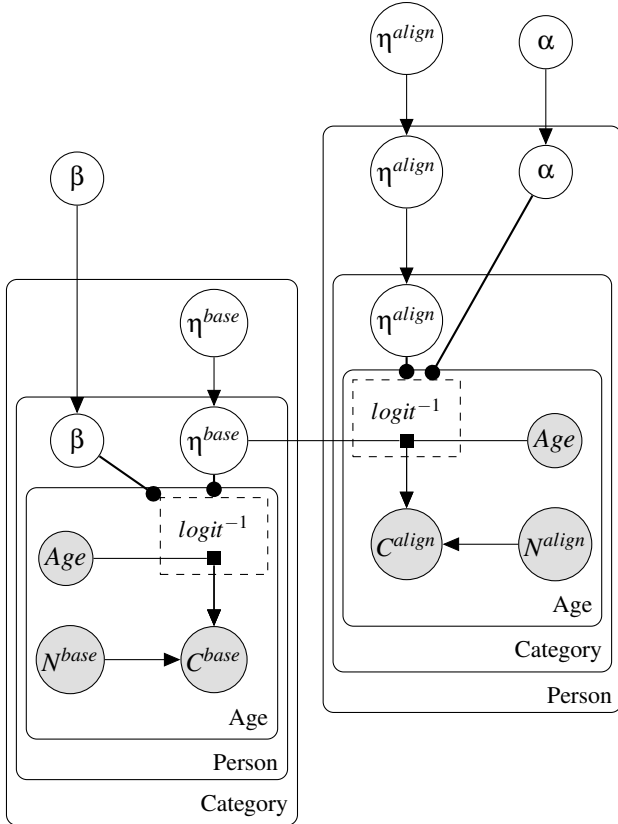 η^{align}
α
β
η^{align}
α
η^{base}
η^{align}
β
η^{base}
logit^{-1}
Age
logit^{-1}
Age
C^{align}
N^{align}
Age
N^{base}
C^{base}
Category
Age
Person
Person
Category